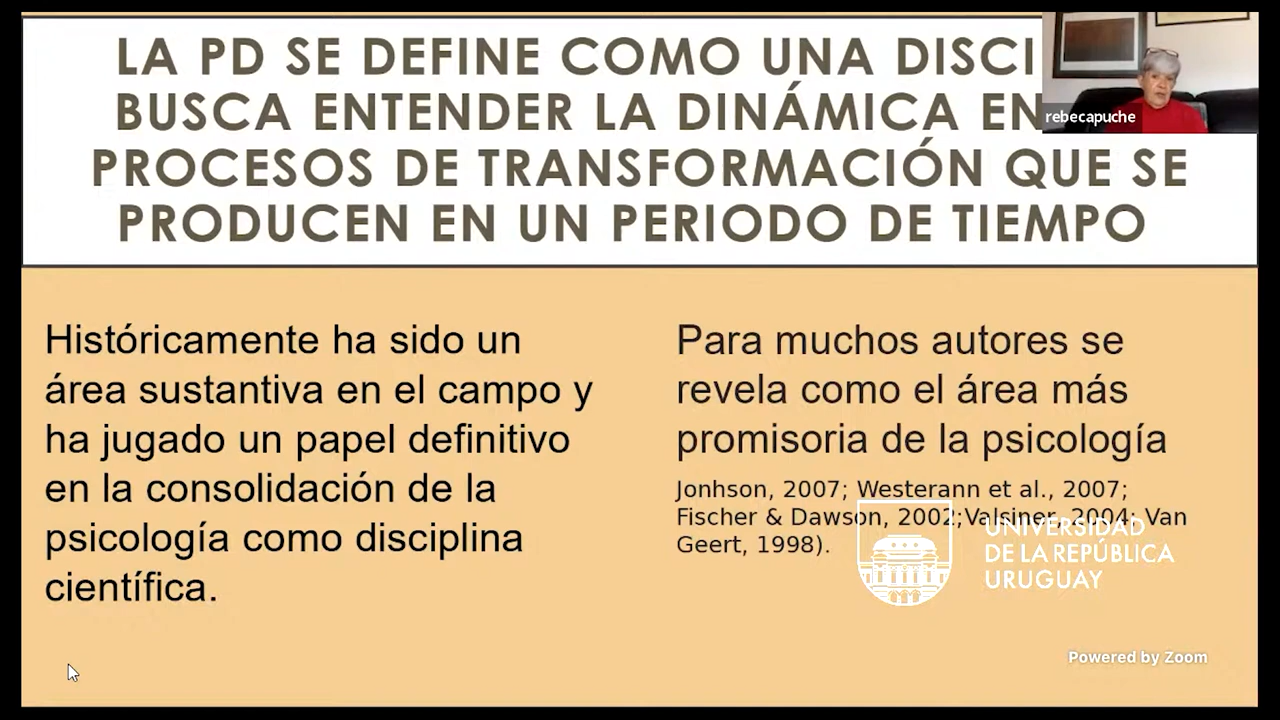 LA PD SE DEFINE COMO UNA DISCI
BUSCA ENTENDER LA DINÁMICA EN
PROCESOS DE TRANSFORMACIÓN QUE SE
PRODUCEN EN UN PERIODO DE TIEMPO
rebecapuche
Históricamente ha sido un
área sustantiva en el campo y
ha jugado un papel definitivo
en la consolidación de la
psicología como disciplina
científica.
Para muchos autores se
revela como el área más
promisoria de la psicología
Jonhson, 2007; Westerann et al., 2007;
Fischer & Dawson, 2002;Valsiner, 2004; Van
Geert, 1998).
UNIVERSIDAD
DE LA REPÚBLICA
URUGUAY
Powered by Zoom